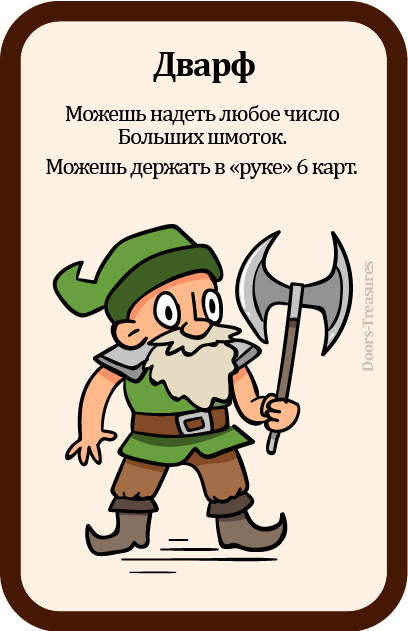 Дварф
Можешь надеть любое число
Больших шмоток.
Можешь держать в «руке» 6 карт.
Doors-Treasures